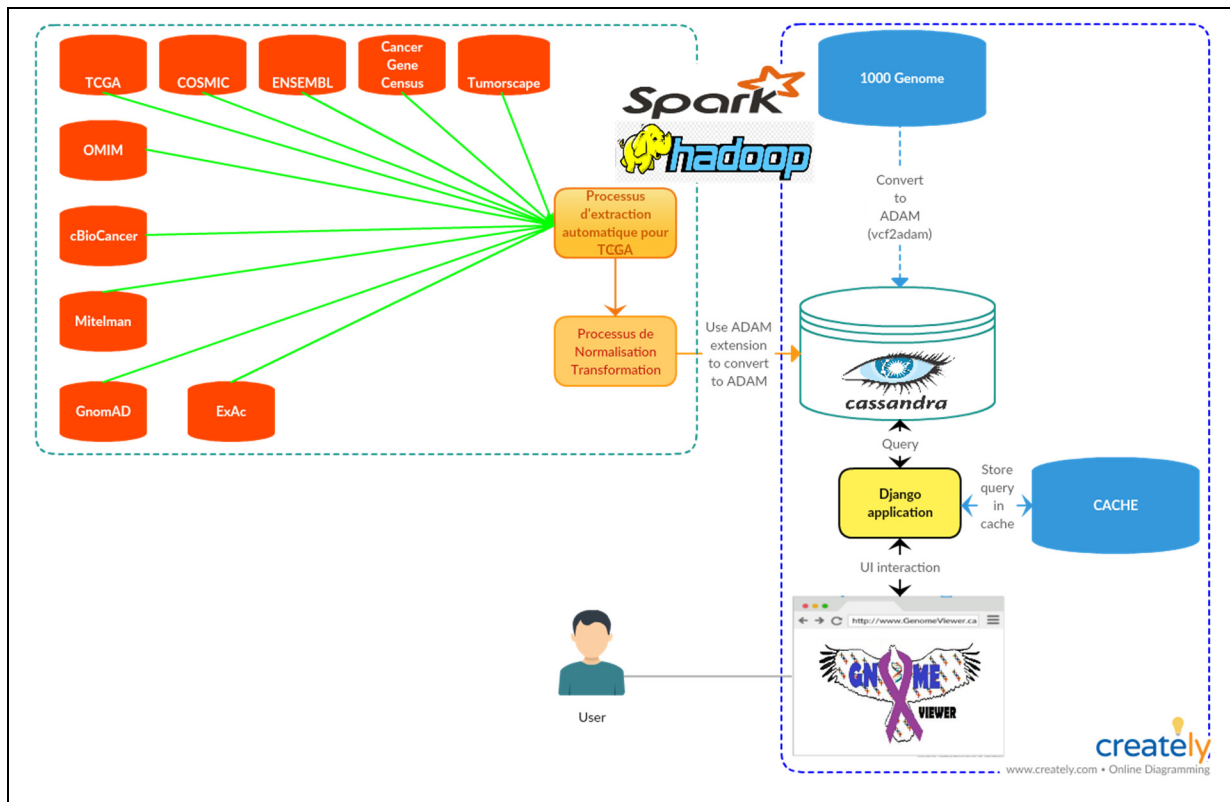 TCGA
COSMIC
ENSEMBL
Cancer
Gene
Census
Tumorscape
OMIM
cBioCancer
Mitelman
GnomAD
ExAc
Spark
hadoop
Processus
d'extraction
automatique pour
TCGA
Processus de
Normalisation
Transformation
Use ADAM
extension
to convert
to ADAM
1000 Genome
Convert
to
ADAM
(vcf2adam)
cassandra
Query
Django
application
Store
query
in
cache
CACHE
UI interaction
http://www.GenomeViewer.ca
GNOME
VIEWER
User
creately
www.creately.com • Online Diagramming